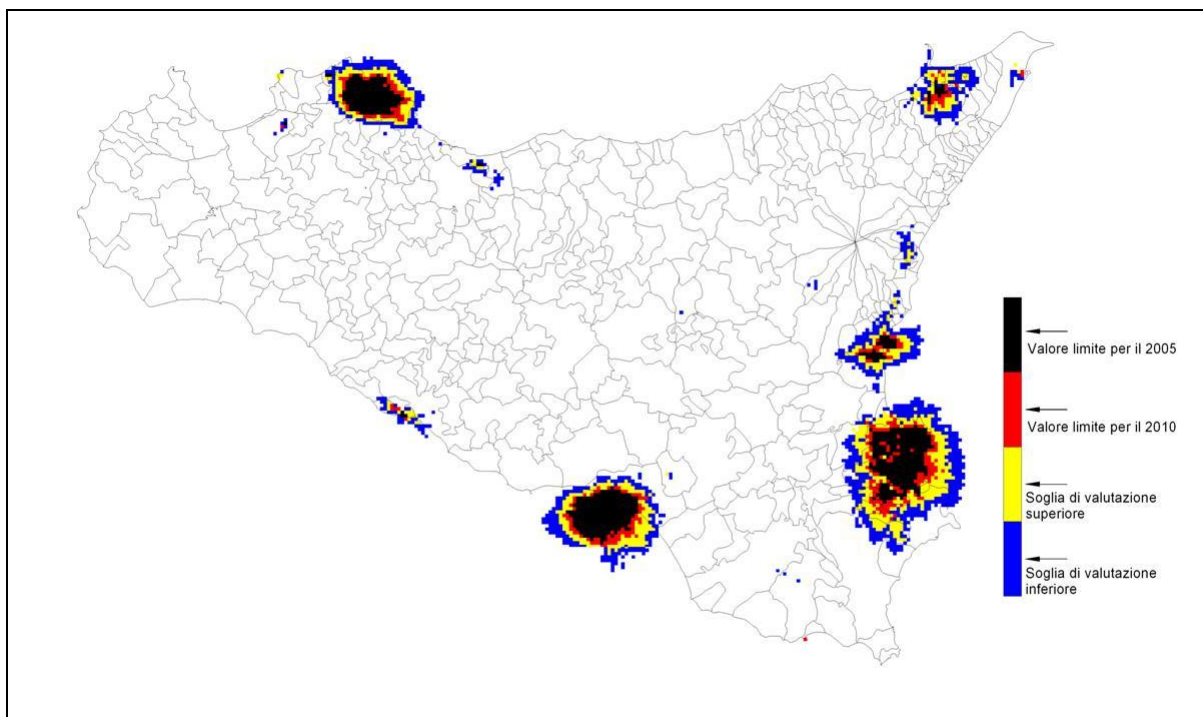 Valore limite per il 2005
Valore limite per il 2010
Soglia di valutazione
superiore
Soglia di valutazione
inferiore